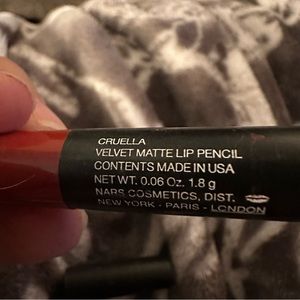 CRUELLA
VELVET MATTE LIP PENCIL
CONTENTS MADE IN USA
NET WT. 0.06 Oz. 1.8 g
NARS COSMETICS, DIST.
NEW YORK - PARIS - LONDON